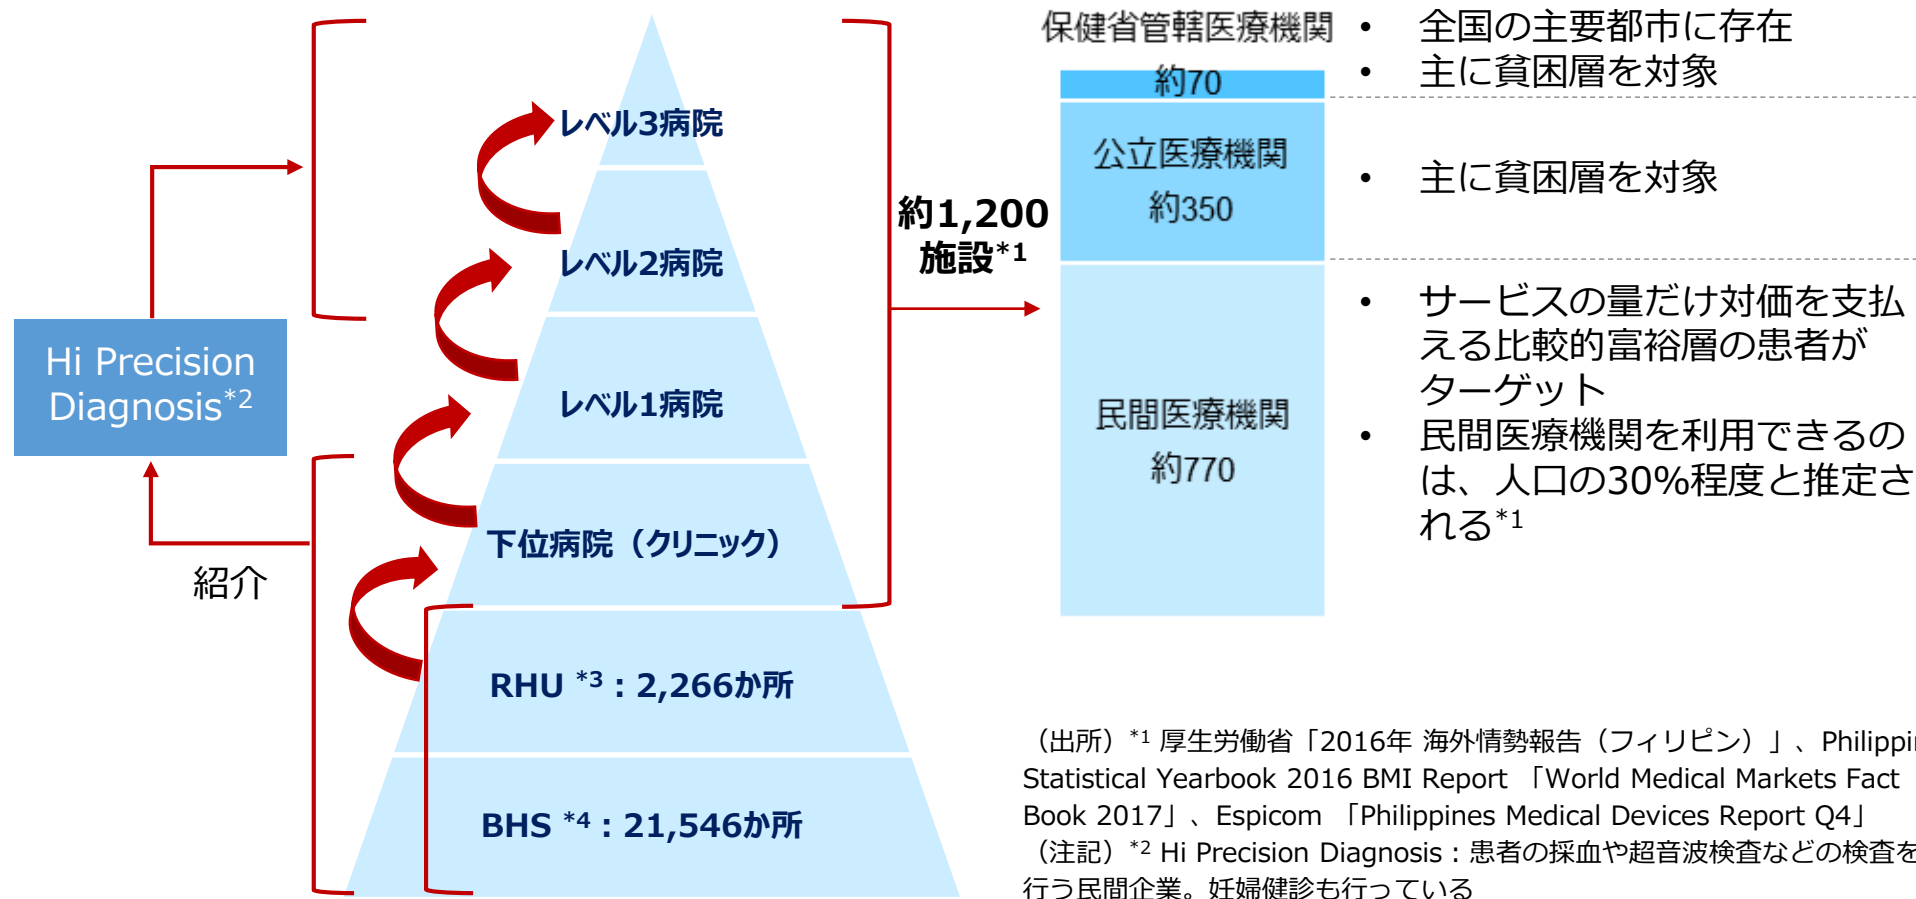 レベル3病院
レベル2病院
レベル1病院
下位病院（クリニック）
RHU *3：2,266か所
BHS *4：21,546か所
Hi Precision
Diagnosis*2
紹介
約1,200
施設*1
保健省管轄医療機関
約70
公立医療機関
約350
民間医療機関
約770
• 全国の主要都市に存在
• 主に貧困層を対象
• 主に貧困層を対象
• サービスの量だけ対価を支払
える比較的富裕層の患者が
ターゲット
• 民間医療機関を利用できるの
は、人口の30%程度と推定さ
れる*1
（出所）*1 厚生労働省「2016年 海外情勢報告（フィリピン）」、Philippin
Statistical Yearbook 2016 BMI Report 「World Medical Markets Fact
Book 2017」、Espicom 「Philippines Medical Devices Report Q4」
（注記）*2 Hi Precision Diagnosis：患者の採血や超音波検査などの検査を
行う民間企業。妊婦健診も行っている